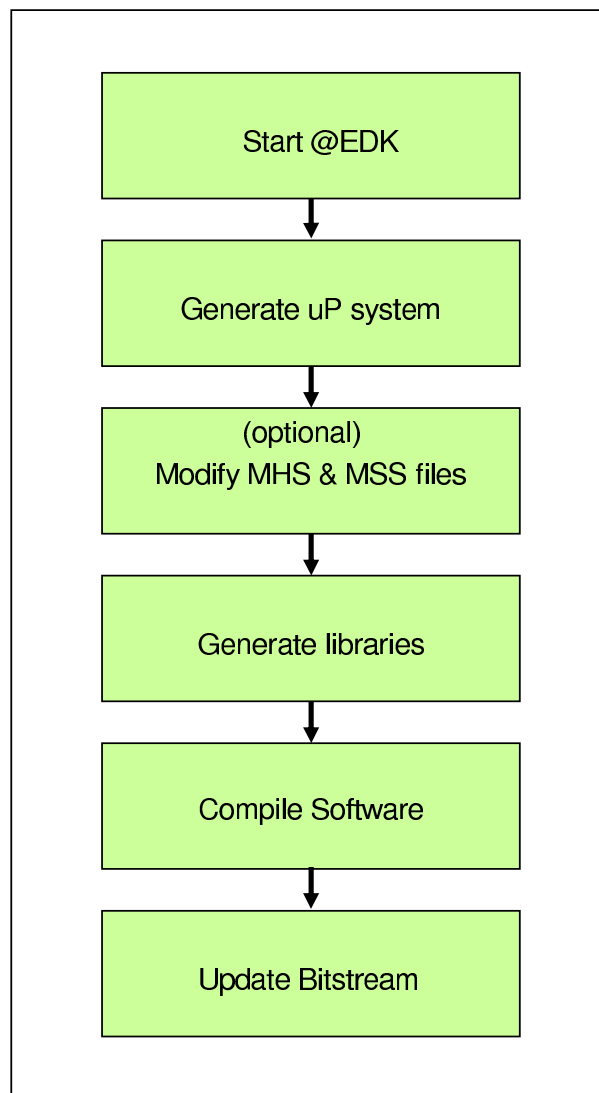 Start @EDK
Generate uP system
(optional)
Modify MHS & MSS files
Generate libraries
Compile Software
Update Bitstream